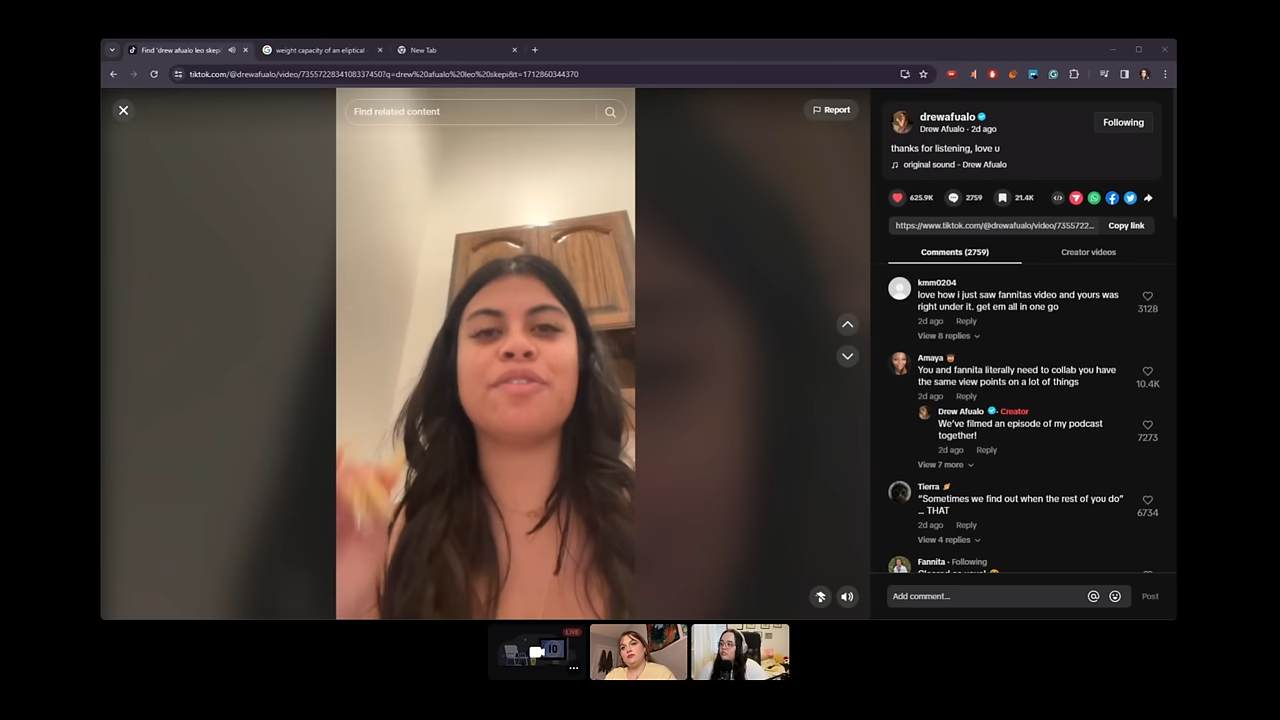 Find 'drew afualo leo skepi
weight capacity of an eliptical
New Tab
tiktok.com/@drewafualo/video/7355722834108337450?q=drew%20afualo%20leo%20skepi&t=1712860344370
Find related content
Report
drewafualo
Drew Afualo · 2d ago
Following
thanks for listening, love u
original sound - Drew Afualo
625.9K
2759
21.4K
https://www.tiktok.com/@drewafualo/video/7355722...
Copy link
Comments (2759)
Creator videos
kmm0204
love how i just saw fannitas video and yours was
right under it. get em all in one go
3128
2d ago
Reply
View 8 replies
Amaya
You and fannita literally need to collab you have
the same view points on a lot of things
10.4K
2d ago
Reply
Drew Afualo · Creator
We've filmed an episode of my podcast
together!
7273
2d ago
Reply
View 7 more
Tierra
“Sometimes we find out when the rest of you do”
... THAT
6734
2d ago
Reply
View 4 replies
Fannita · Following
Add comment...
Post
LIVE
10